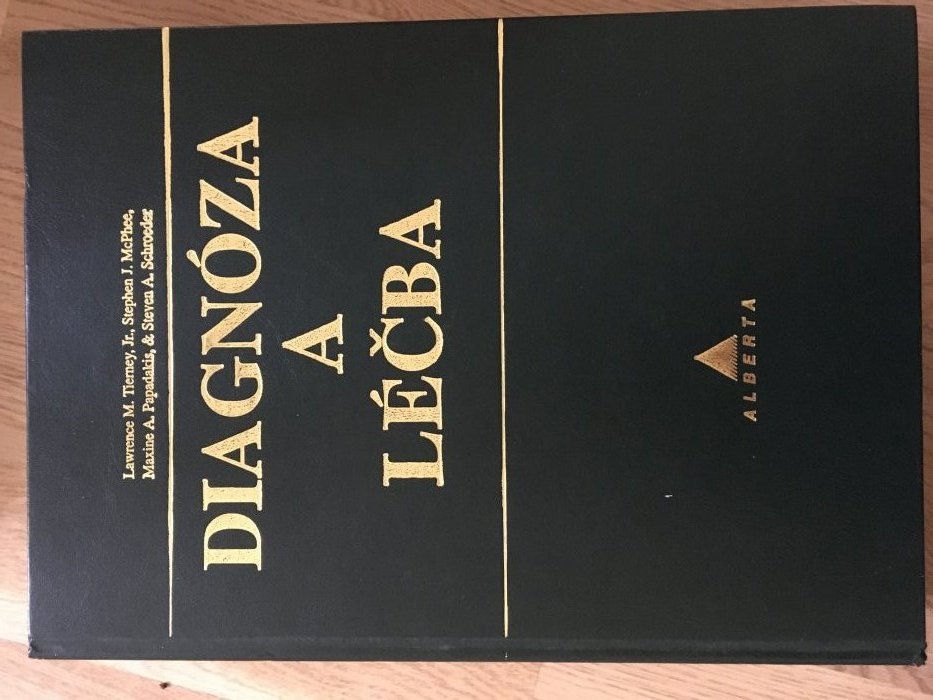 Lawrence M. Tierney, Jr., Stephen J. McPhee,
Maxine A. Papadakis, & Steven A. Schroeder
DIAGNÓZA
A
LÉČBA
ALBERTA